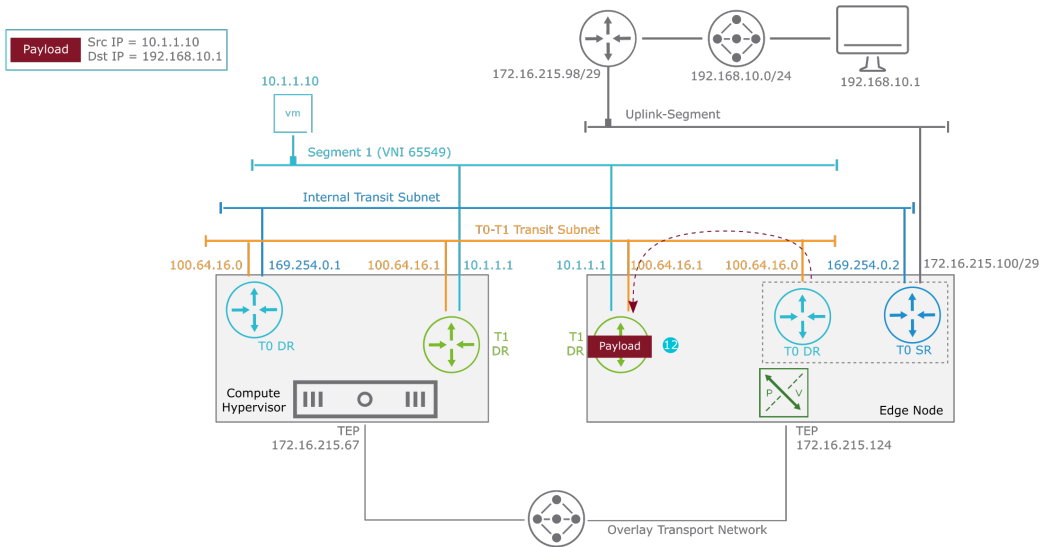 Payload
Src IP = 10.1.1.10
Dst IP = 192.168.10.1
172.16.215.98/29
192.168.10.0/24
192.168.10.1
10.1.1.10
vm
Uplink-Segment
Segment 1 (VNI 65549)
Internal Transit Subnet
T0-T1 Transit Subnet
100.64.16.0
169.254.0.1
100.64.16.1
10.1.1.1
10.1.1.1
100.64.16.1
100.64.16.0
169.254.0.2
172.16.215.100/29
T0 DR
T1
DR
T1
DR
Payload
12
T0 DR
T0 SR
Compute
Hypervisor
P
V
Edge Node
TEP
172.16.215.67
TEP
172.16.215.124
Overlay Transport Network